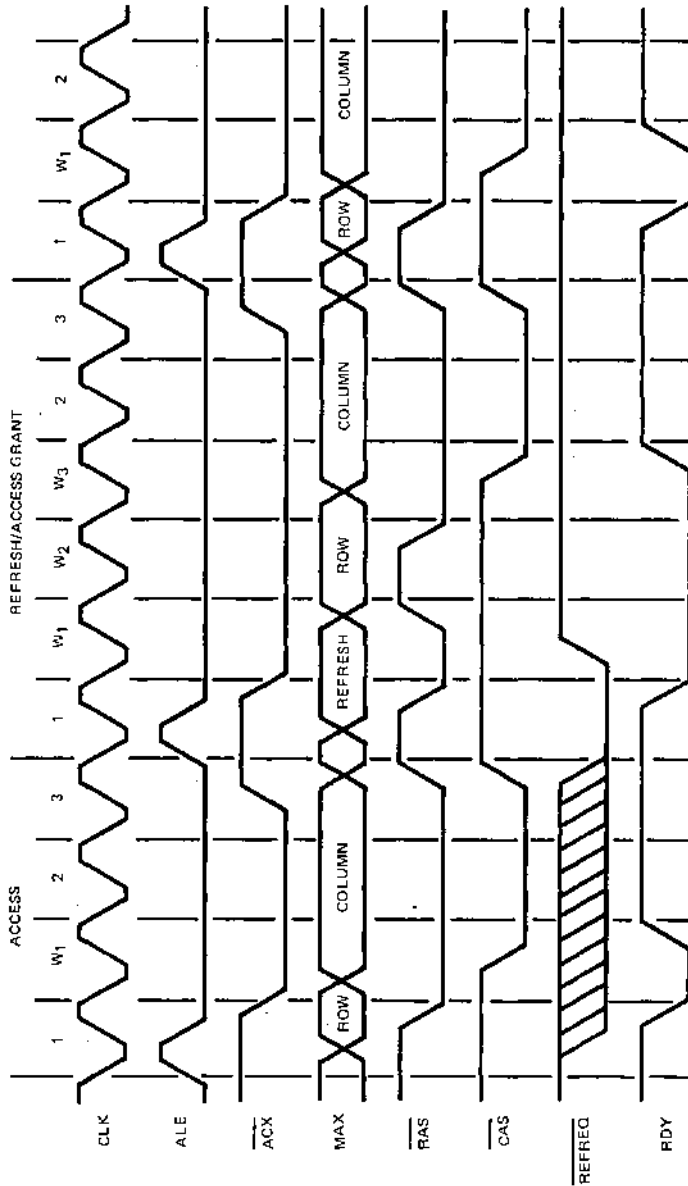 ACCESS REFRESH/ACCESS GRANT
1 W1 2 3 1 W1 W2 W3 2 3 1 W1 2
CLK
ALE
ACX
MAX ROW COLUMN REFRESH ROW COLUMN ROW COLUMN
RAS
CAS
REFREQ
RDY